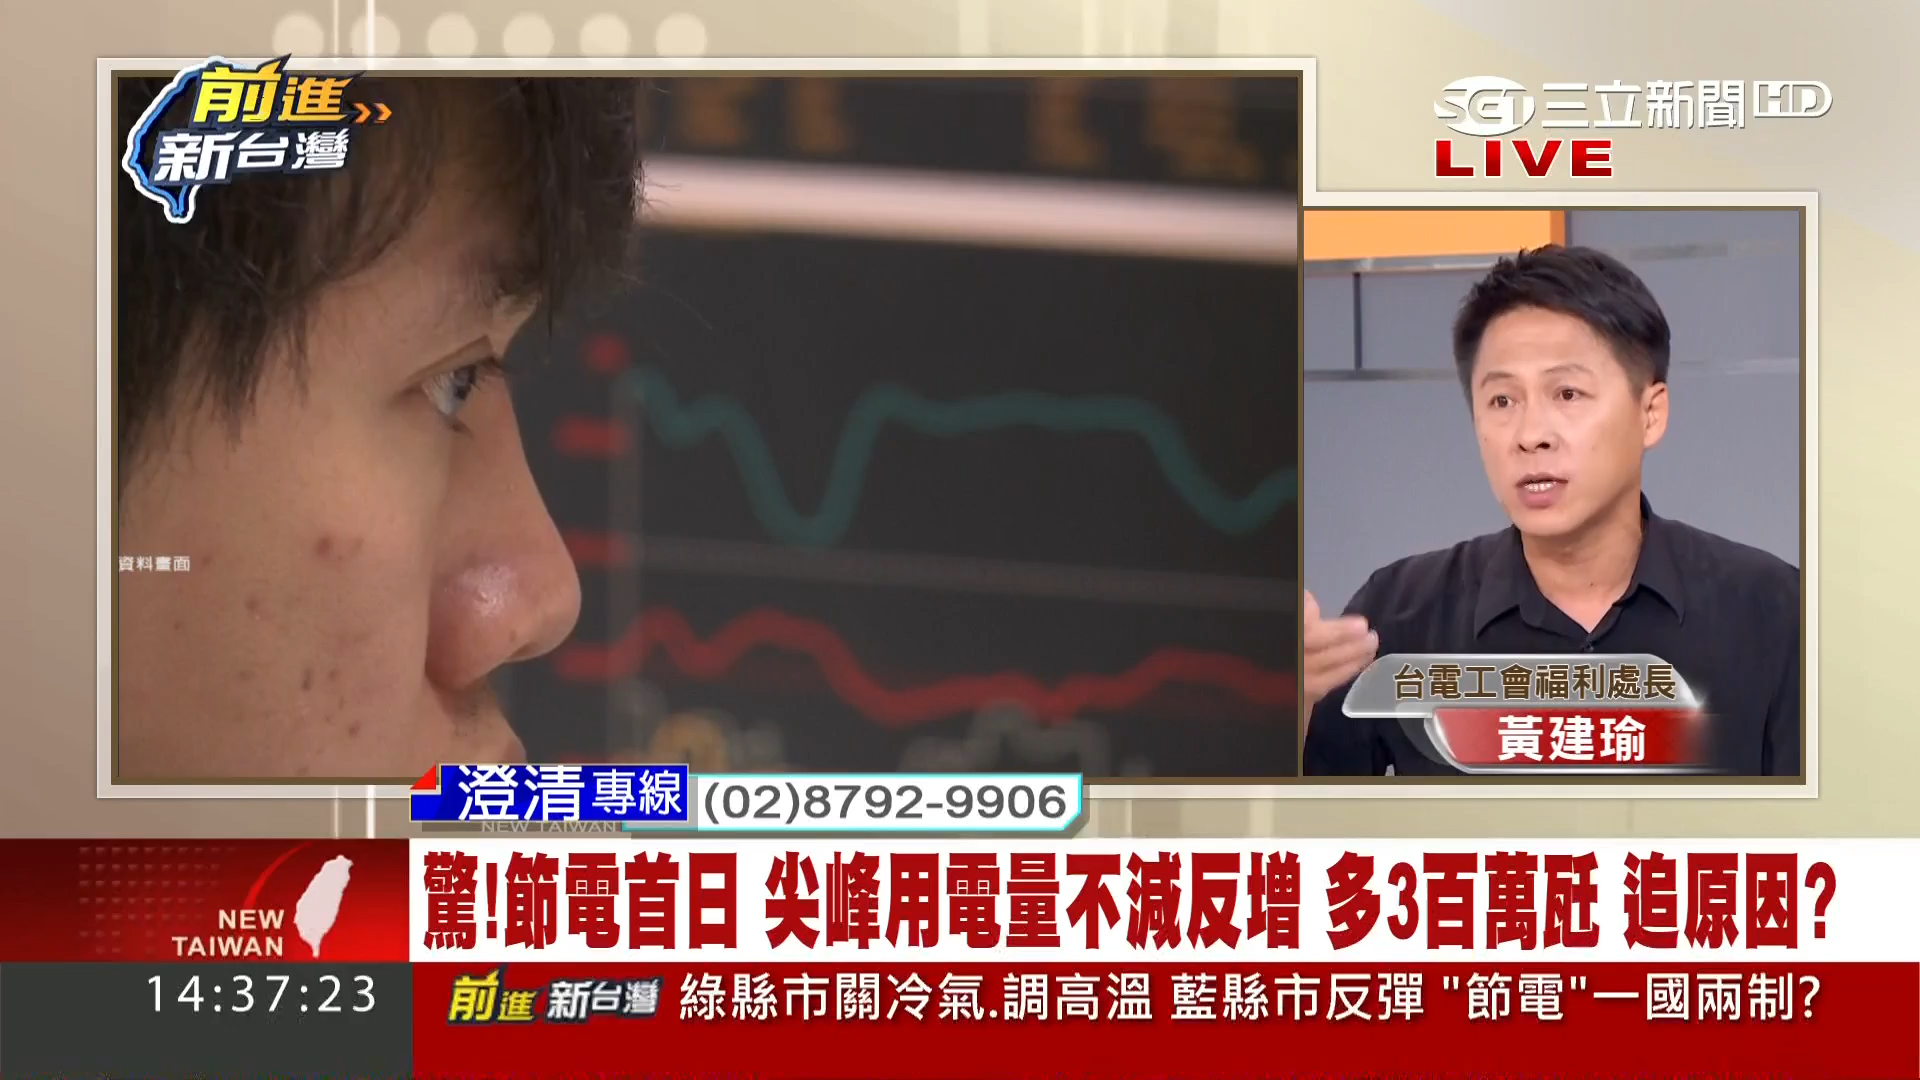 前進
新台灣
SET三立新聞HD
LIVE
資料畫面
台電工會福利處長
黃建瑜
澄清專線 (02)8792-9906
NEW TAIWAN
驚!節電首日 尖峰用電量不減反增 多3百萬瓩 追原因?
NEW
TAIWAN
14:37:23
前進新台灣 綠縣市關冷氣.調高溫 藍縣市反彈 "節電"一國兩制?